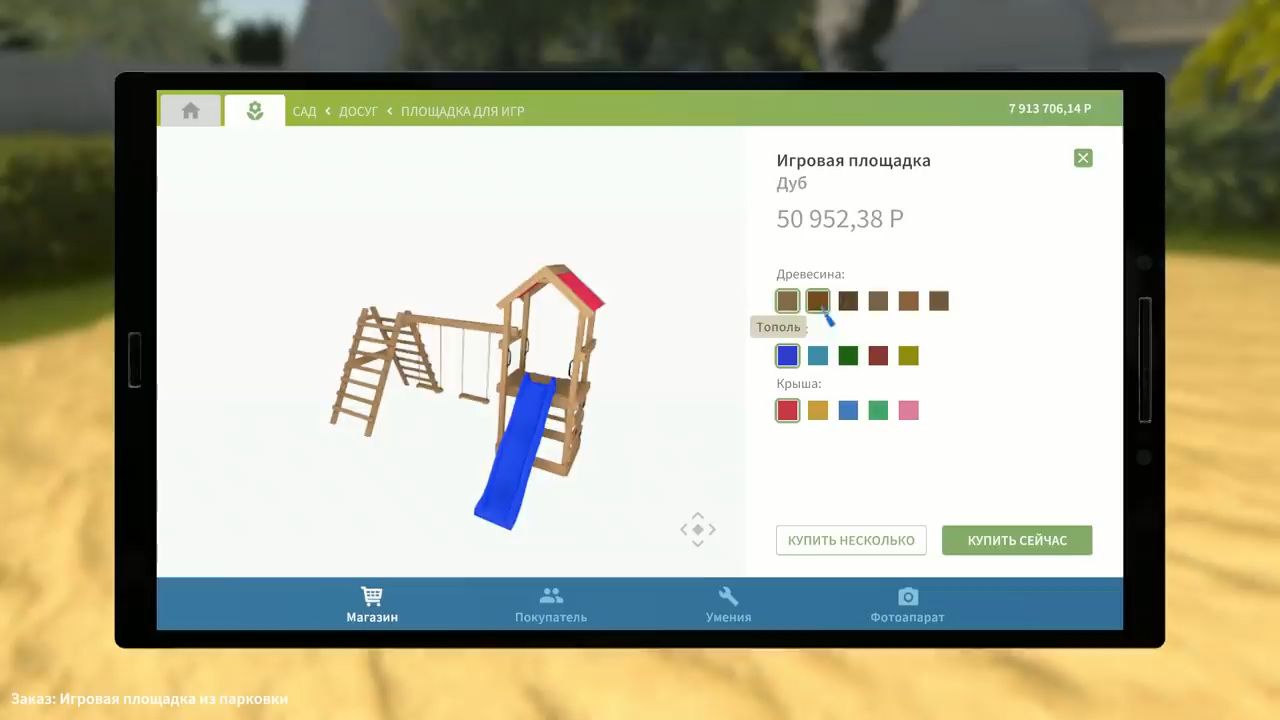 САД < ДОСУГ < ПЛОЩАДКА ДЛЯ ИГР
7 913 706,14 Р
Игровая площадка
Дуб
50 952,38 Р
Древесина:
Тополь
Крыша:
КУПИТЬ НЕСКОЛЬКО
КУПИТЬ СЕЙЧАС
Магазин
Покупатель
Умения
Фотоапарат
Заказ: Игровая площадка из парковки